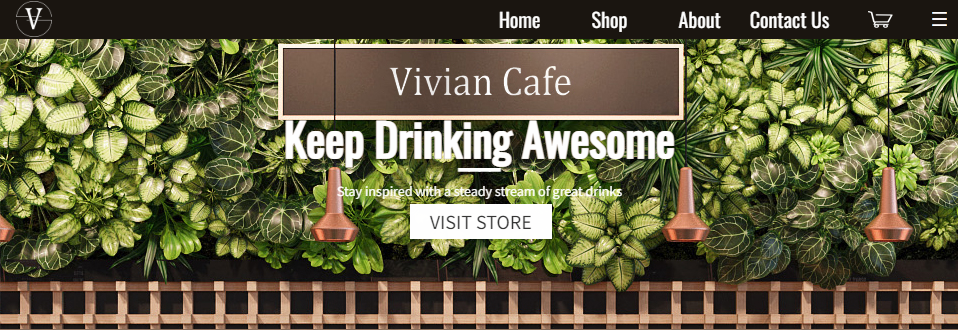 V
Home Shop About Contact Us
Vivian Cafe
Keep Drinking Awesome
Stay inspired with a steady stream of great drinks
VISIT STORE